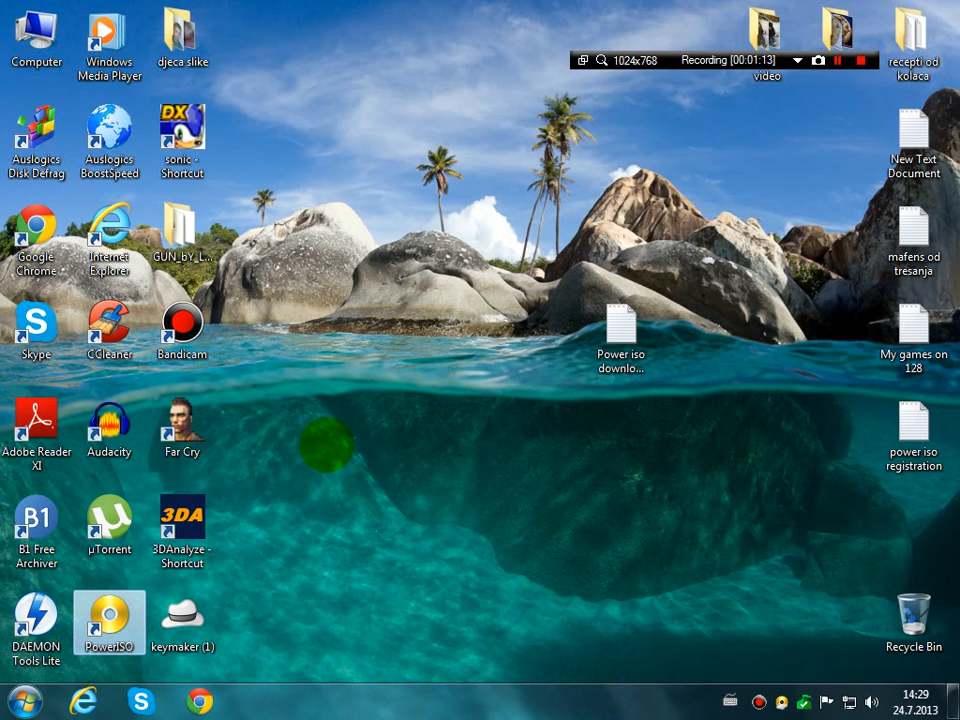 Computer
Windows
Media Player
djeca slike
1024x768
Recording [00:01:13]
video
recepti od
kolaca
Auslogics
Disk Defrag
Auslogics
BoostSpeed
DX
sonic -
Shortcut
New Text
Document
Google
Chrome
Internet
Explorer
GUN_bY_L...
mafens od
tresanja
S
Skype
CCleaner
Bandicam
Power iso
downlo...
My games on
128
Adobe Reader
XI
Audacity
Far Cry
power iso
registration
B1
B1 Free
Archiver
µ
µTorrent
3DA
3DAnalyze -
Shortcut
DAEMON
Tools Lite
PowerISO
keymaker (1)
Recycle Bin
S
14:29
24.7.2013